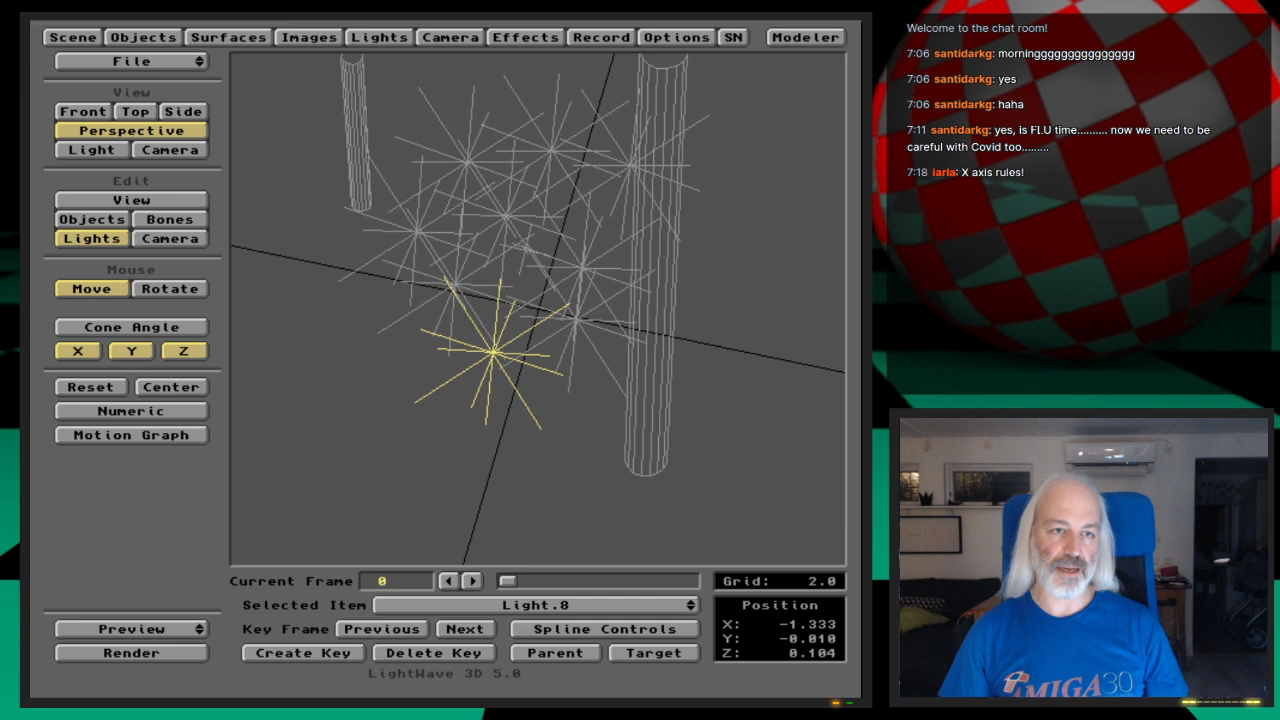 Scene Objects Surfaces Images Lights Camera Effects Record Options SN Modeler
File
View
Front Top Side
Perspective
Light Camera
Edit
View
Objects Bones
Lights Camera
Mouse
Move Rotate
Cone Angle
X Y Z
Reset Center
Numeric
Motion Graph
Preview
Render
Current Frame 0
Selected Item Light.8
Key Frame Previous Next Spline Controls
Create Key Delete Key Parent Target
LightWave 3D 5.0
Grid: 2.0
Position
X: -1.333
Y: -0.010
Z: 0.104
Welcome to the chat room!
7:06 santidarkg: morninggggggggggggggg
7:06 santidarkg: yes
7:06 santidarkg: haha
7:11 santidarkg: yes, is FLU time.......... now we need to be
careful with Covid too.........
7:18 iarla: X axis rules!
AMIGA30